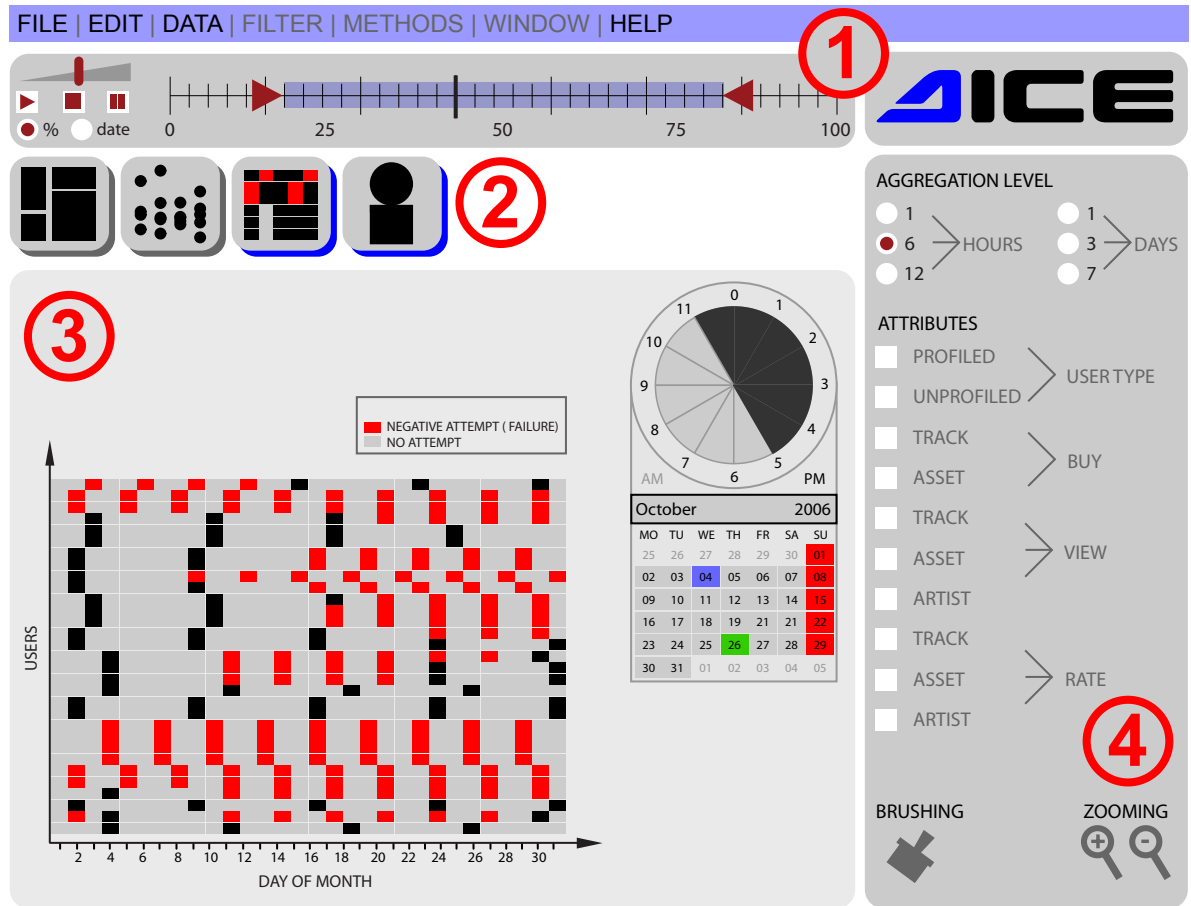 FILE | EDIT | DATA | FILTER | METHODS | WINDOW | HELP
1
% date
0 25 50 75 100
AICE
2
AGGREGATION LEVEL
1 1
6 HOURS 3 DAYS
12 7
3
ATTRIBUTES
PROFILED
UNPROFILED
USER TYPE
TRACK
ASSET
BUY
TRACK
ASSET
ARTIST
VIEW
TRACK
ASSET
ARTIST
RATE
4
BRUSHING ZOOMING
0 1 2 3 4 5 6 7 8 9 10 11
AM PM
October 2006
MO TU WE TH FR SA SU
25 26 27 28 29 30 01
02 03 04 05 06 07 08
09 10 11 12 13 14 15
16 17 18 19 21 21 22
23 24 25 26 27 28 29
30 31 01 02 03 04 05
NEGATIVE ATTEMPT ( FAILURE)
NO ATTEMPT
USERS
2 4 6 8 10 12 14 16 18 20 22 24 26 28 30
DAY OF MONTH